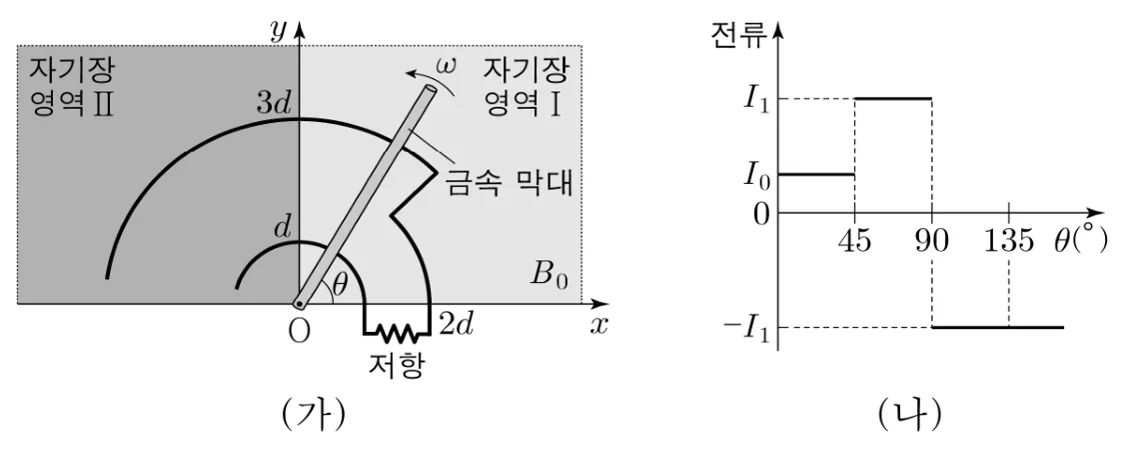 y
자기장
영역 Ⅱ
ω
자기장
영역 Ⅰ
3d
금속 막대
d
θ
B₀
O
2d
x
저항
(가)
전류
I₁
I₀
0
45
90
135
θ(°)
−I₁
(나)